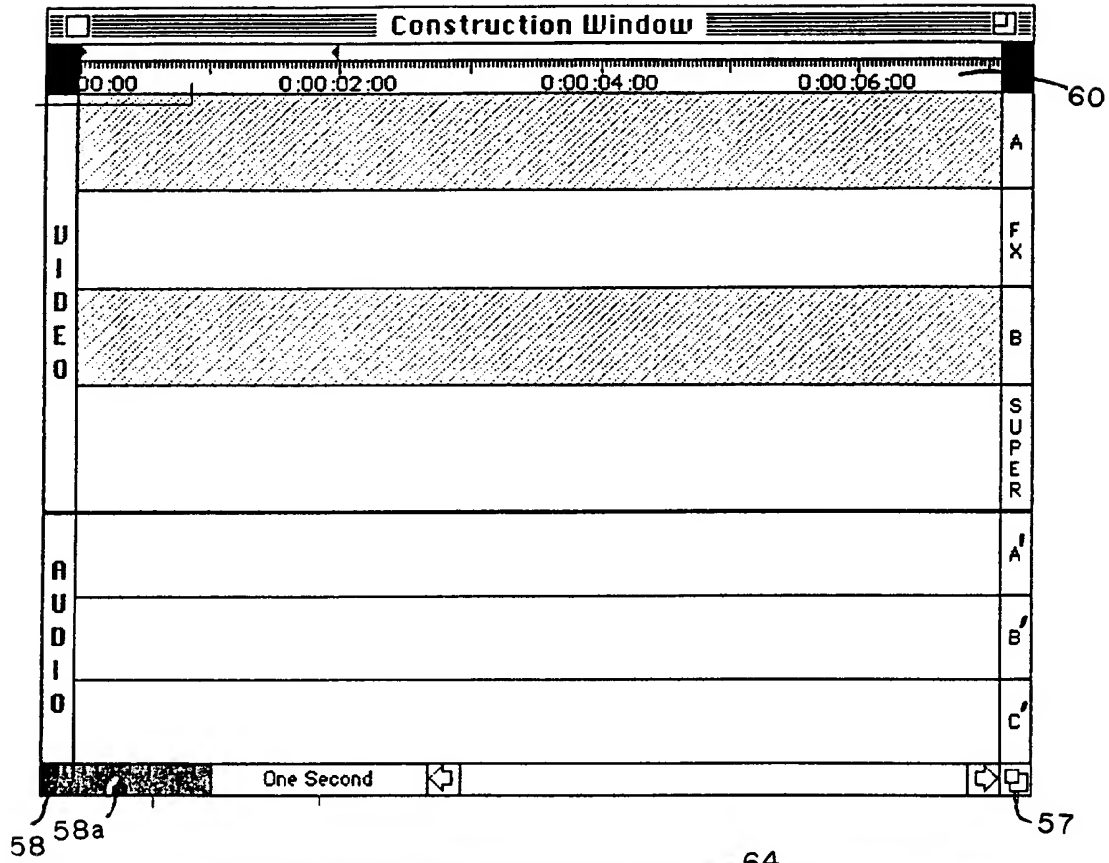 Construction Window
00:00 0:00:02:00 0:00:04:00 0:00:06:00
60
VIDEO
A
FX
B
SUPER
AUDIO
A'
B'
C'
One Second
58 58a 57
64